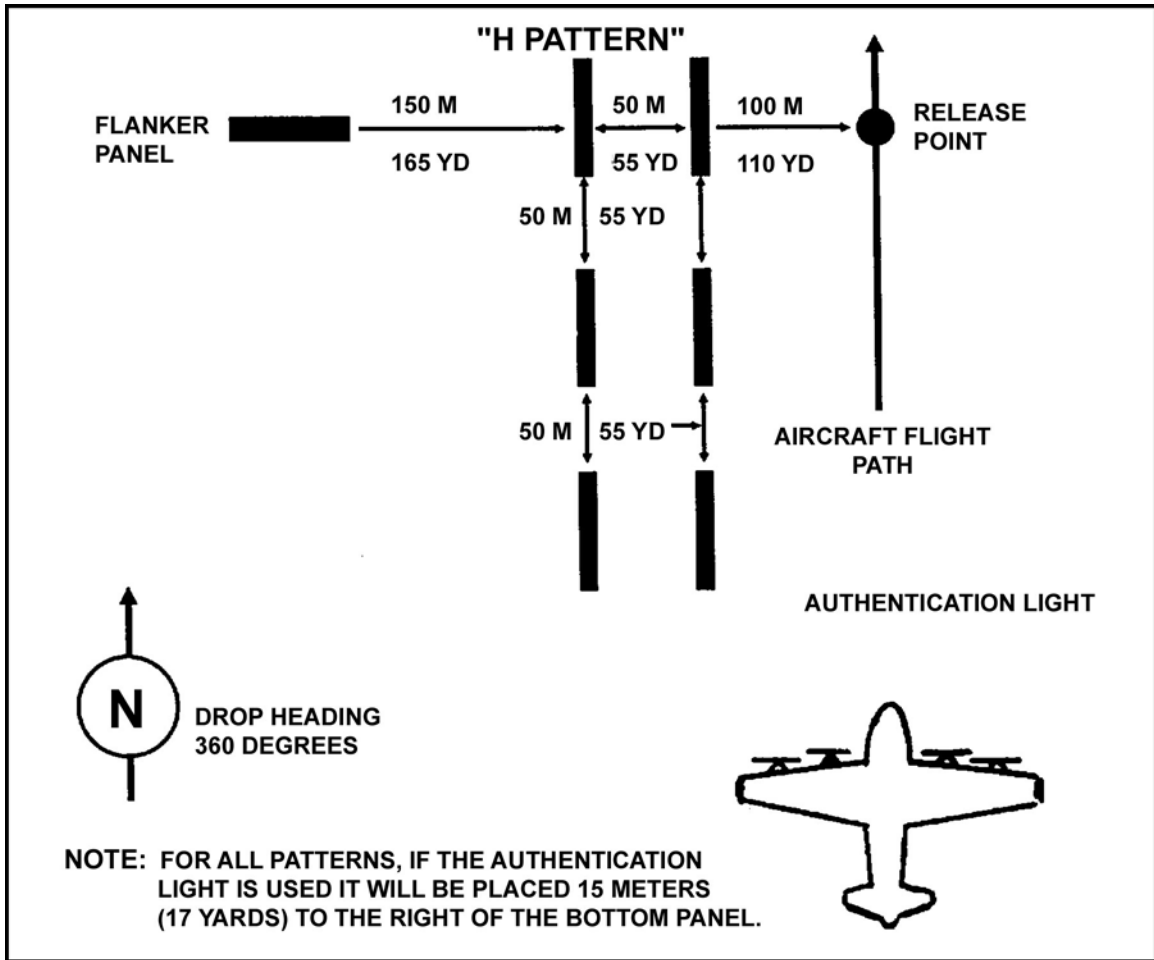 "H PATTERN"
150 M
50 M
100 M
FLANKER
PANEL
RELEASE
POINT
165 YD
55 YD
110 YD
50 M
55 YD
50 M
55 YD
AIRCRAFT FLIGHT
PATH
AUTHENTICATION LIGHT
N
DROP HEADING
360 DEGREES
NOTE: FOR ALL PATTERNS, IF THE AUTHENTICATION
LIGHT IS USED IT WILL BE PLACED 15 METERS
(17 YARDS) TO THE RIGHT OF THE BOTTOM PANEL.